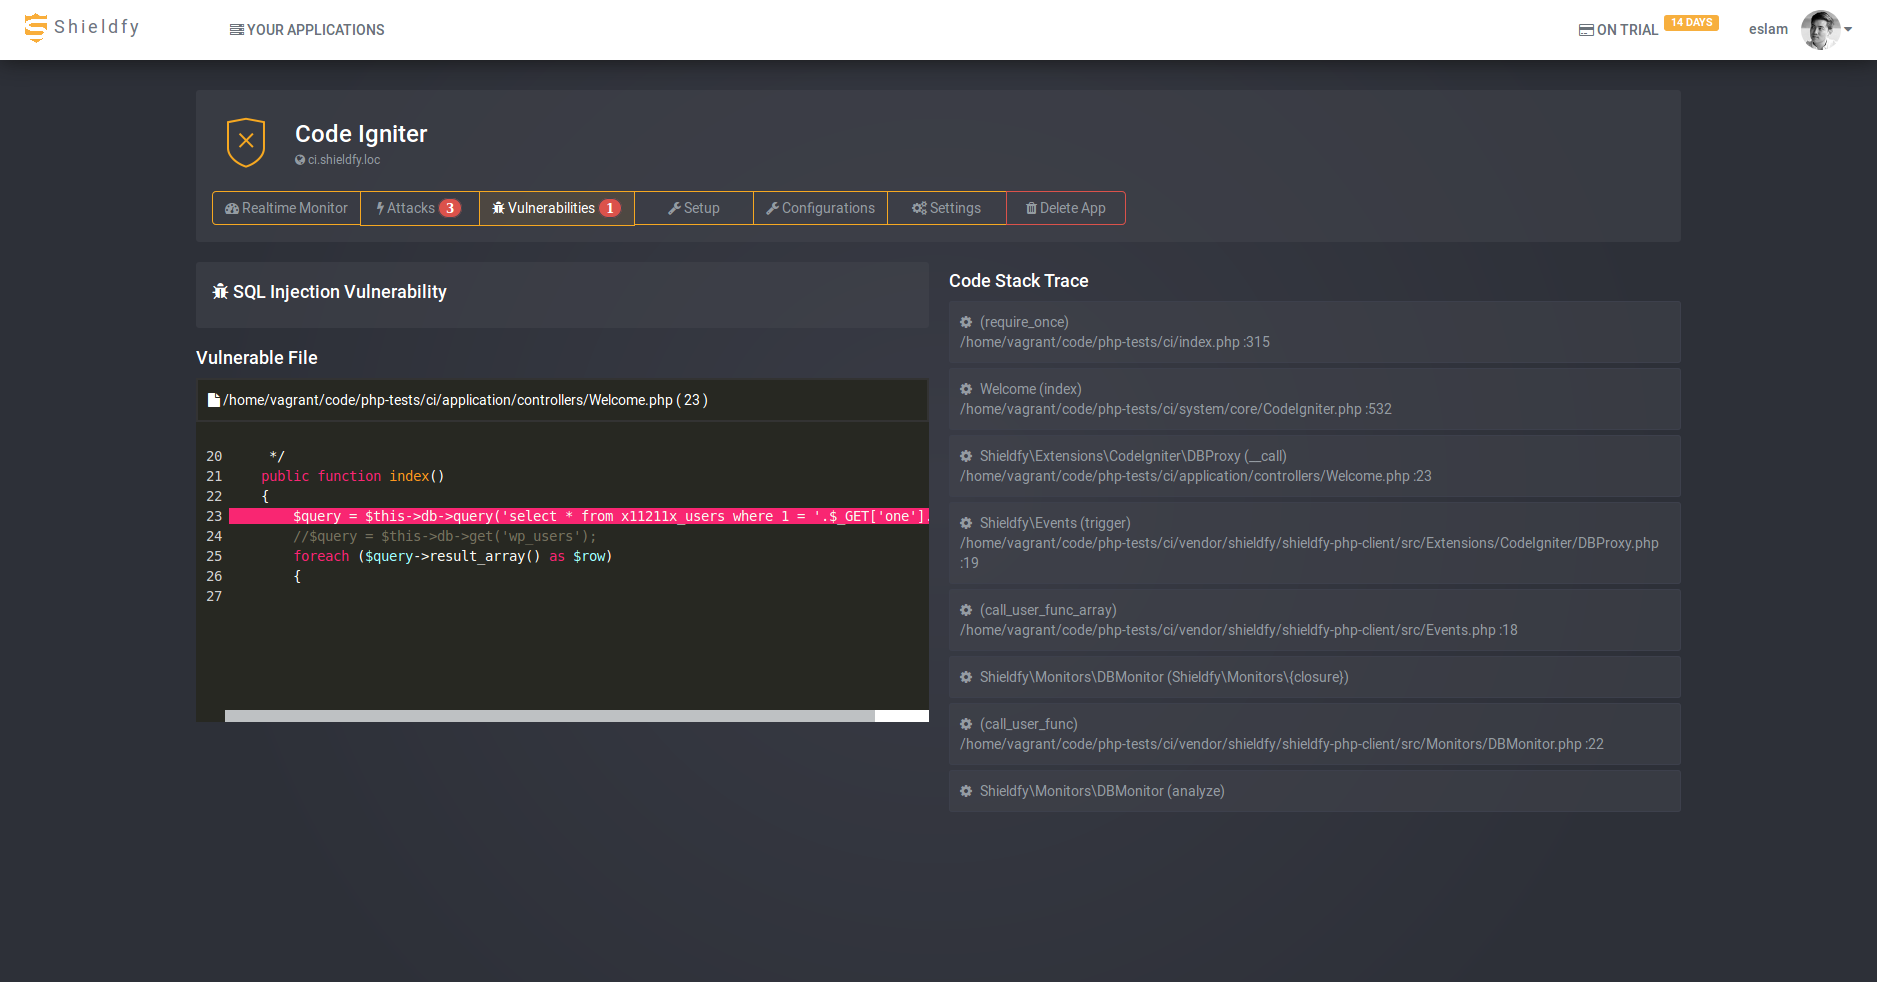 Shieldfy
YOUR APPLICATIONS
ON TRIAL 14 DAYS
eslam
Code Igniter
ci.shieldfy.loc
Realtime Monitor
Attacks 3
Vulnerabilities 1
Setup
Configurations
Settings
Delete App
SQL Injection Vulnerability
Vulnerable File
/home/vagrant/code/php-tests/ci/application/controllers/Welcome.php ( 23 )
20 */
21 public function index()
22 {
23 $query = $this->db->query('select * from x11211x_users where 1 = '.$_GET['one'].
24 //$query = $this->db->get('wp_users');
25 foreach ($query->result_array() as $row)
26 {
27
Code Stack Trace
(require_once)
/home/vagrant/code/php-tests/ci/index.php :315
Welcome (index)
/home/vagrant/code/php-tests/ci/system/core/CodeIgniter.php :532
Shieldfy\Extensions\CodeIgniter\DBProxy (__call)
/home/vagrant/code/php-tests/ci/application/controllers/Welcome.php :23
Shieldfy\Events (trigger)
/home/vagrant/code/php-tests/ci/vendor/shieldfy/shieldfy-php-client/src/Extensions/CodeIgniter/DBProxy.php
:19
(call_user_func_array)
/home/vagrant/code/php-tests/ci/vendor/shieldfy/shieldfy-php-client/src/Events.php :18
Shieldfy\Monitors\DBMonitor (Shieldfy\Monitors\{closure})
(call_user_func)
/home/vagrant/code/php-tests/ci/vendor/shieldfy/shieldfy-php-client/src/Monitors/DBMonitor.php :22
Shieldfy\Monitors\DBMonitor (analyze)